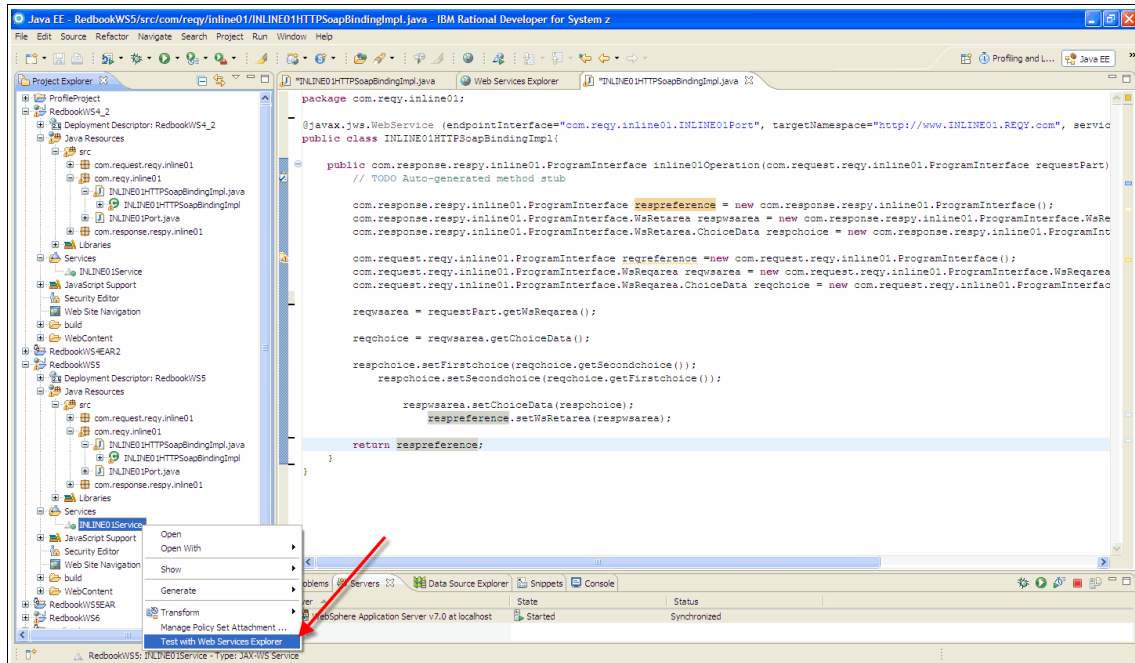 Java EE - RedbookWS5/src/com/reqy/inline01/INLINE01HTTPSoapBindingImpl.java - IBM Rational Developer for System z
File Edit Source Refactor Navigate Search Project Run Window Help
Profiling and L... Java EE
Project Explorer
*INLINE01HTTPSoapBindingImpl.java Web Services Explorer *INLINE01HTTPSoapBindingImpl.java
ProfileProject
RedbookWS4_2
Deployment Descriptor: RedbookWS4_2
Java Resources
src
com.request.reqy.inline01
com.reqy.inline01
INLINE01HTTPSoapBindingImpl.java
INLINE01HTTPSoapBindingImpl
INLINE01Port.java
com.response.respy.inline01
Libraries
Services
INLINE01Service
JavaScript Support
Security Editor
Web Site Navigation
build
WebContent
RedbookWS4EAR2
RedbookWS5
Deployment Descriptor: RedbookWS5
Java Resources
src
com.request.reqy.inline01
com.reqy.inline01
INLINE01HTTPSoapBindingImpl.java
INLINE01HTTPSoapBindingImpl
INLINE01Port.java
com.response.respy.inline01
Libraries
Services
INLINE01Service
JavaScript Support
Security Editor
Web Site Navigation
build
WebContent
RedbookWS5EAR
RedbookWS6
package com.reqy.inline01;
@javax.jws.WebService (endpointInterface="com.reqy.inline01.INLINE01Port", targetNamespace="http://www.INLINE01.REQY.com", servic
public class INLINE01HTTPSoapBindingImpl{
public com.response.respy.inline01.ProgramInterface inline01Operation(com.request.reqy.inline01.ProgramInterface requestPart)
// TODO Auto-generated method stub
com.response.respy.inline01.ProgramInterface respreference = new com.response.respy.inline01.ProgramInterface();
com.response.respy.inline01.ProgramInterface.WsRetarea respwsarea = new com.response.respy.inline01.ProgramInterface.WsRe
com.response.respy.inline01.ProgramInterface.WsRetarea.ChoiceData respchoice = new com.response.respy.inline01.ProgramInt
com.request.reqy.inline01.ProgramInterface reqreference =new com.request.reqy.inline01.ProgramInterface();
com.request.reqy.inline01.ProgramInterface.WsReqarea reqwsarea = new com.request.reqy.inline01.ProgramInterface.WsReqarea
com.request.reqy.inline01.ProgramInterface.WsReqarea.ChoiceData reqchoice = new com.request.reqy.inline01.ProgramInterfac
reqwsarea = requestPart.getWsReqarea();
reqchoice = reqwsarea.getChoiceData();
respchoice.setFirstchoice(reqchoice.getSecondchoice());
respchoice.setSecondchoice(reqchoice.getFirstchoice());
respwsarea.setChoiceData(respchoice);
respreference.setWsRetarea(respwsarea);
return respreference;
}
}
Open
Open With
Show
Generate
Transform
Manage Policy Set Attachment ...
Test with Web Services Explorer
oblems Servers Data Source Explorer Snippets Console
ver State Status
WebSphere Application Server v7.0 at localhost Started Synchronized
RedbookWS5: INLINE01Service - Type: JAX-WS Service